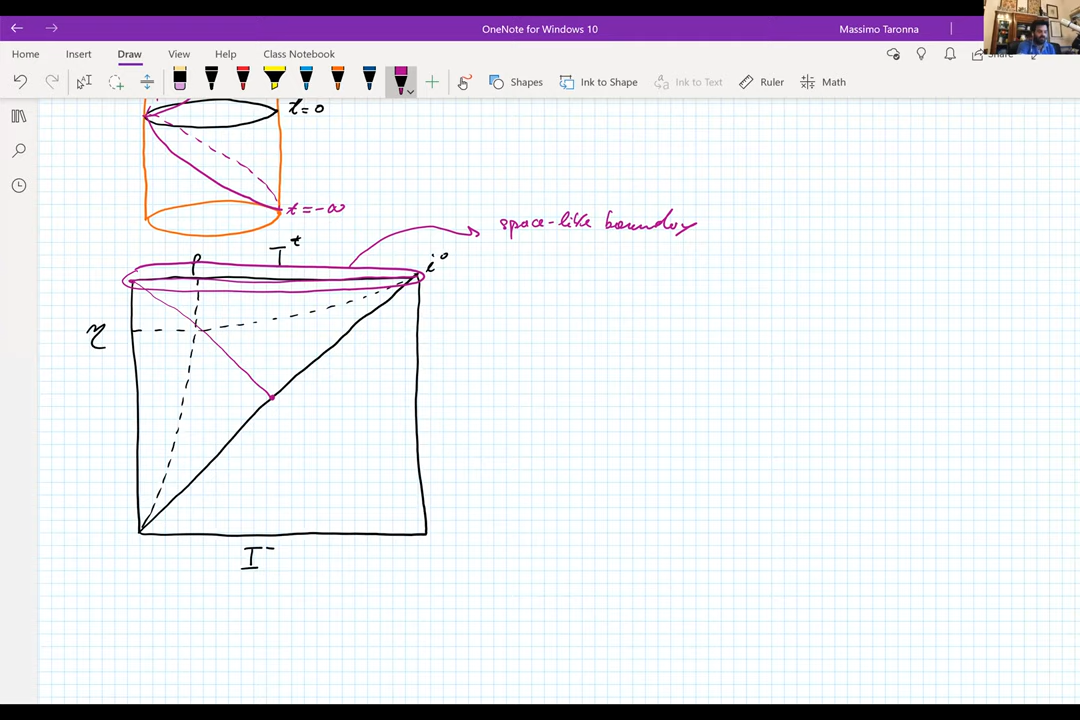 OneNote for Windows 10
Massimo Taronna
Home Insert Draw View Help Class Notebook
Share
Shapes Ink to Shape Ink to Text Ruler Math
t=0
t=-∞
space-like boundary
I⁺
i⁰
η
I⁻